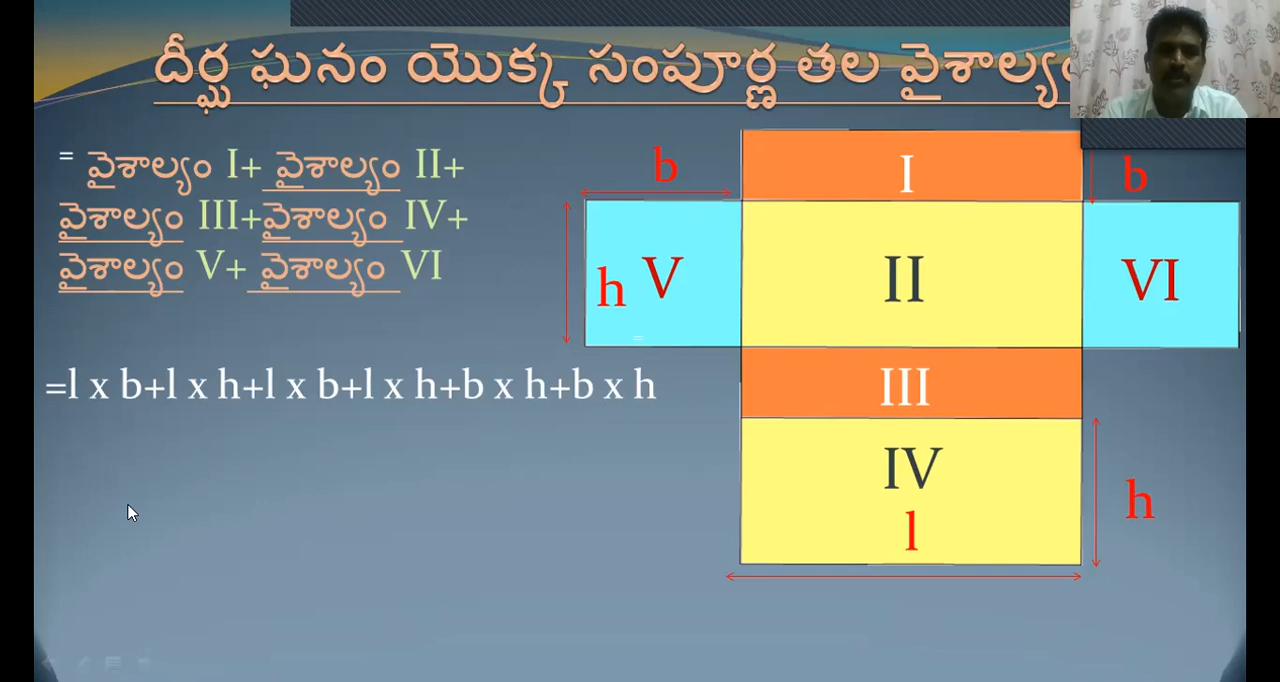 దీర్ఘ ఘనం యొక్క సంపూర్ణ తల వైశాల్యం
= వైశాల్యం I+ వైశాల్యం II+
వైశాల్యం III+వైశాల్యం IV+
వైశాల్యం V+ వైశాల్యం VI
=l x b+l x h+l x b+l x h+b x h+b x h
b
I
b
h
V
II
VI
=
III
IV
l
h